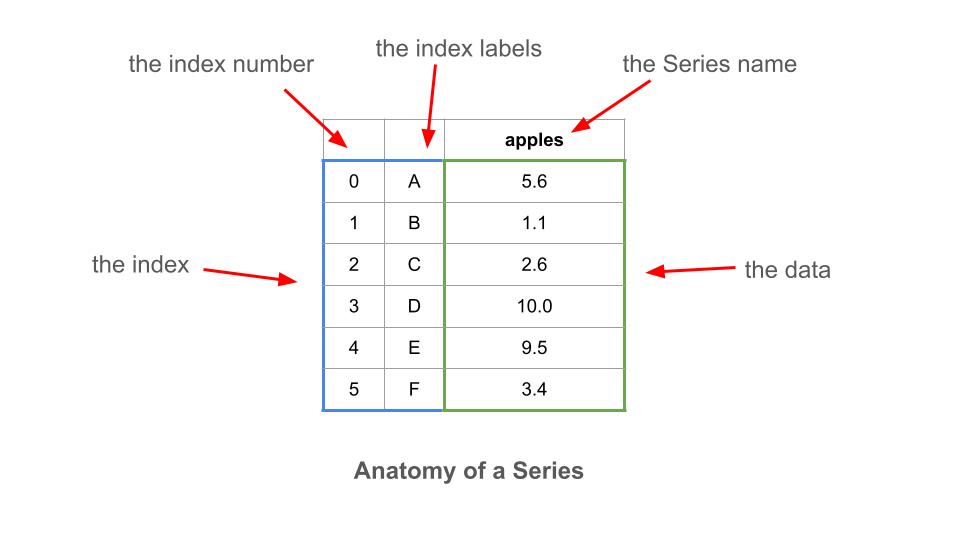 the index labels
the index number
the Series name
apples
0 A 5.6
1 B 1.1
2 C 2.6
the index
the data
3 D 10.0
4 E 9.5
5 F 3.4
Anatomy of a Series